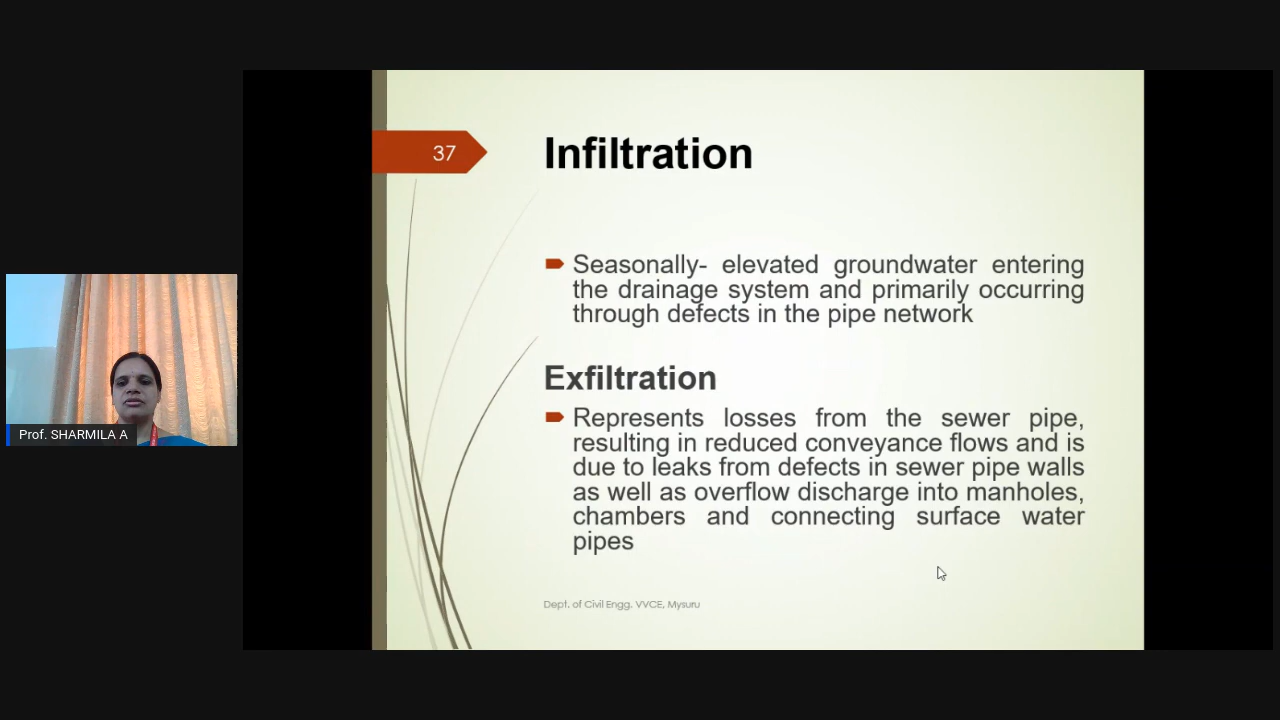 37
Infiltration
Seasonally- elevated groundwater entering
the drainage system and primarily occurring
through defects in the pipe network
Exfiltration
Represents losses from the sewer pipe,
resulting in reduced conveyance flows and is
due to leaks from defects in sewer pipe walls
as well as overflow discharge into manholes,
chambers and connecting surface water
pipes
Dept. of Civil Engg. VVCE, Mysuru
Prof. SHARMILA A